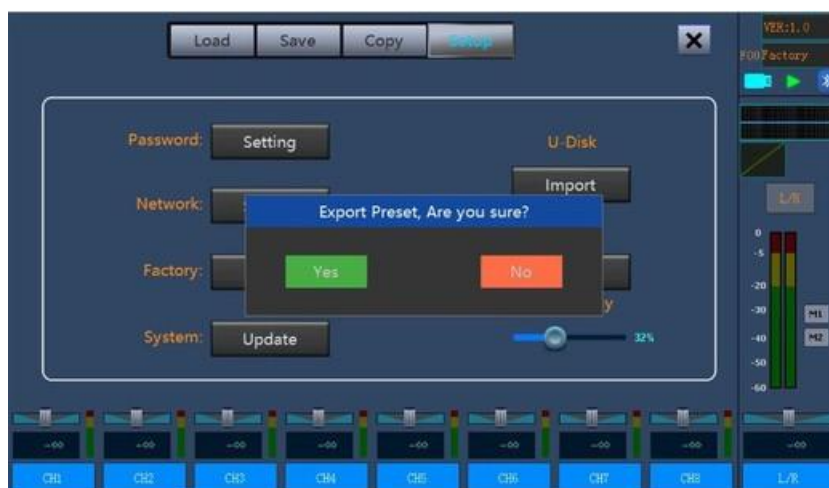 Load Save Copy Setup
VER:1.0
F00 Factory
Password: Setting
U-Disk
Import
Network:
Export Preset, Are you sure?
Yes No
Factory:
y
System: Update
32%
L/R
0
-5
-20
-30
-40
-50
-60
M1
M2
-∞ -∞ -∞ -∞ -∞ -∞ -∞ -∞ -∞
CH1 CH2 CH3 CH4 CH5 CH6 CH7 CH8 L/R